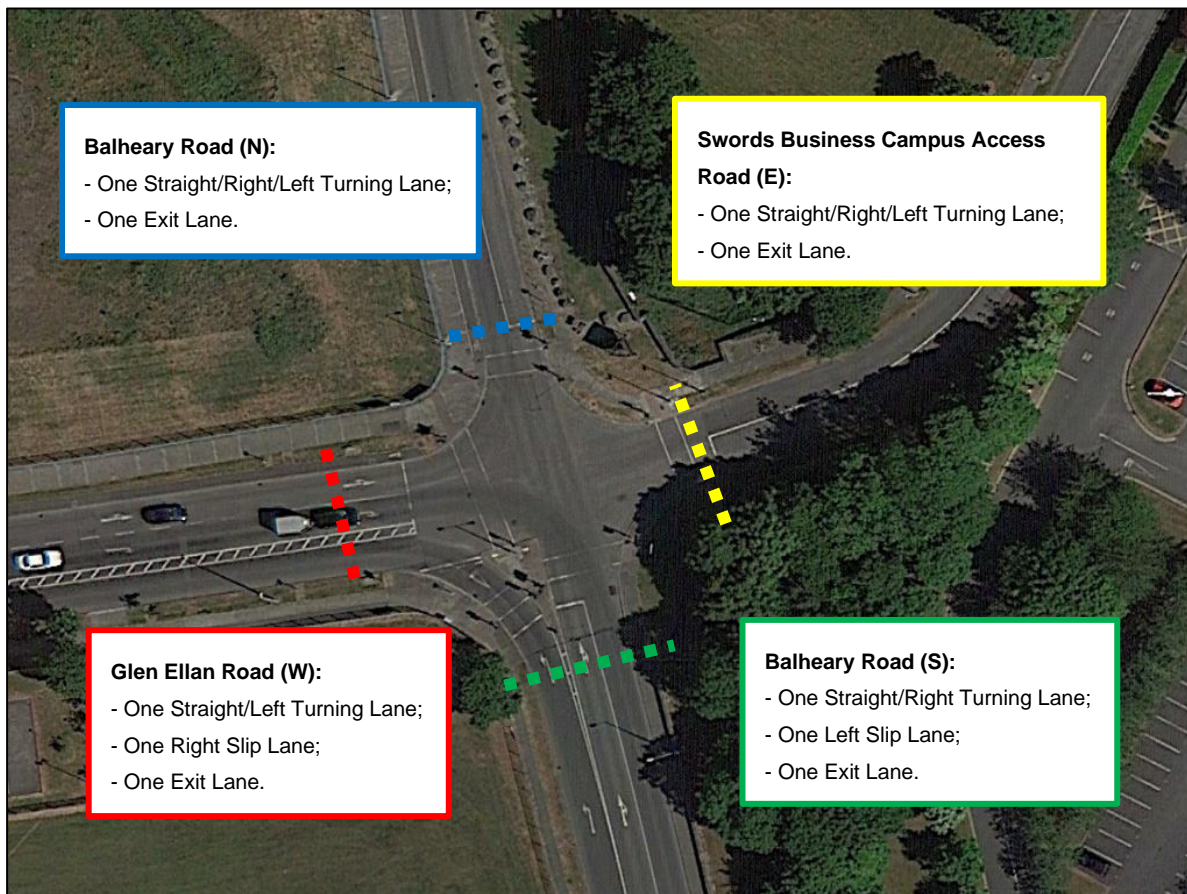 Balheary Road (N):
- One Straight/Right/Left Turning Lane;
- One Exit Lane.
Swords Business Campus Access
Road (E):
- One Straight/Right/Left Turning Lane;
- One Exit Lane.
Glen Ellan Road (W):
- One Straight/Left Turning Lane;
- One Right Slip Lane;
- One Exit Lane.
Balheary Road (S):
- One Straight/Right Turning Lane;
- One Left Slip Lane;
- One Exit Lane.